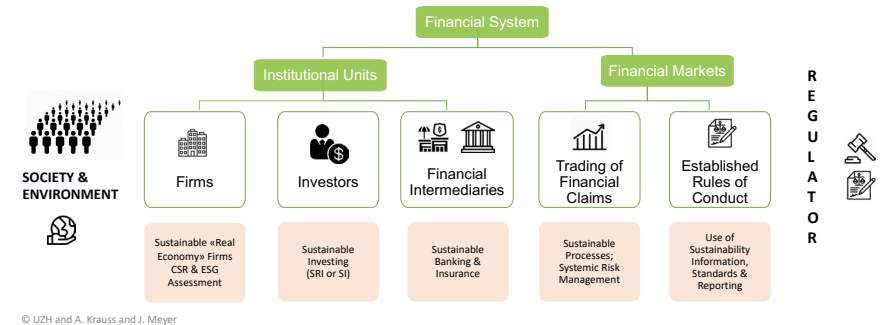 Financial System
Institutional Units
Financial Markets
SOCIETY &
ENVIRONMENT
Firms
Investors
Financial
Intermediaries
Trading of
Financial
Claims
Established
Rules of
Conduct
Sustainable «Real
Economy» Firms
CSR & ESG
Assessment
Sustainable
Investing
(SRI or SI)
Sustainable
Banking &
Insurance
Sustainable
Processes;
Systemic Risk
Management
Use of
Sustainability
Information,
Standards &
Reporting
R
E
G
U
L
A
T
O
R
© UZH and A. Krauss and J. Meyer